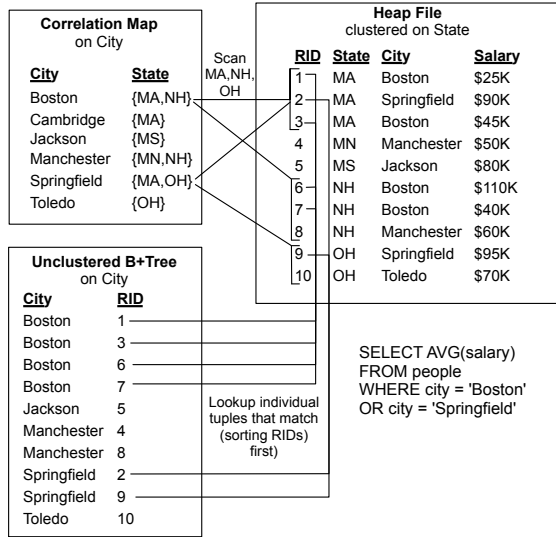 Correlation Map
on City
City State
Boston {MA,NH}
Cambridge {MA}
Jackson {MS}
Manchester {MN,NH}
Springfield {MA,OH}
Toledo {OH}
Scan
MA,NH,
OH
Heap File
clustered on State
RID State City Salary
1 MA Boston $25K
2 MA Springfield $90K
3 MA Boston $45K
4 MN Manchester $50K
5 MS Jackson $80K
6 NH Boston $110K
7 NH Boston $40K
8 NH Manchester $60K
9 OH Springfield $95K
10 OH Toledo $70K
Unclustered B+Tree
on City
City RID
Boston 1
Boston 3
Boston 6
Boston 7
Jackson 5
Manchester 4
Manchester 8
Springfield 2
Springfield 9
Toledo 10
Lookup individual
tuples that match
(sorting RIDs)
first)
SELECT AVG(salary)
FROM people
WHERE city = 'Boston'
OR city = 'Springfield'